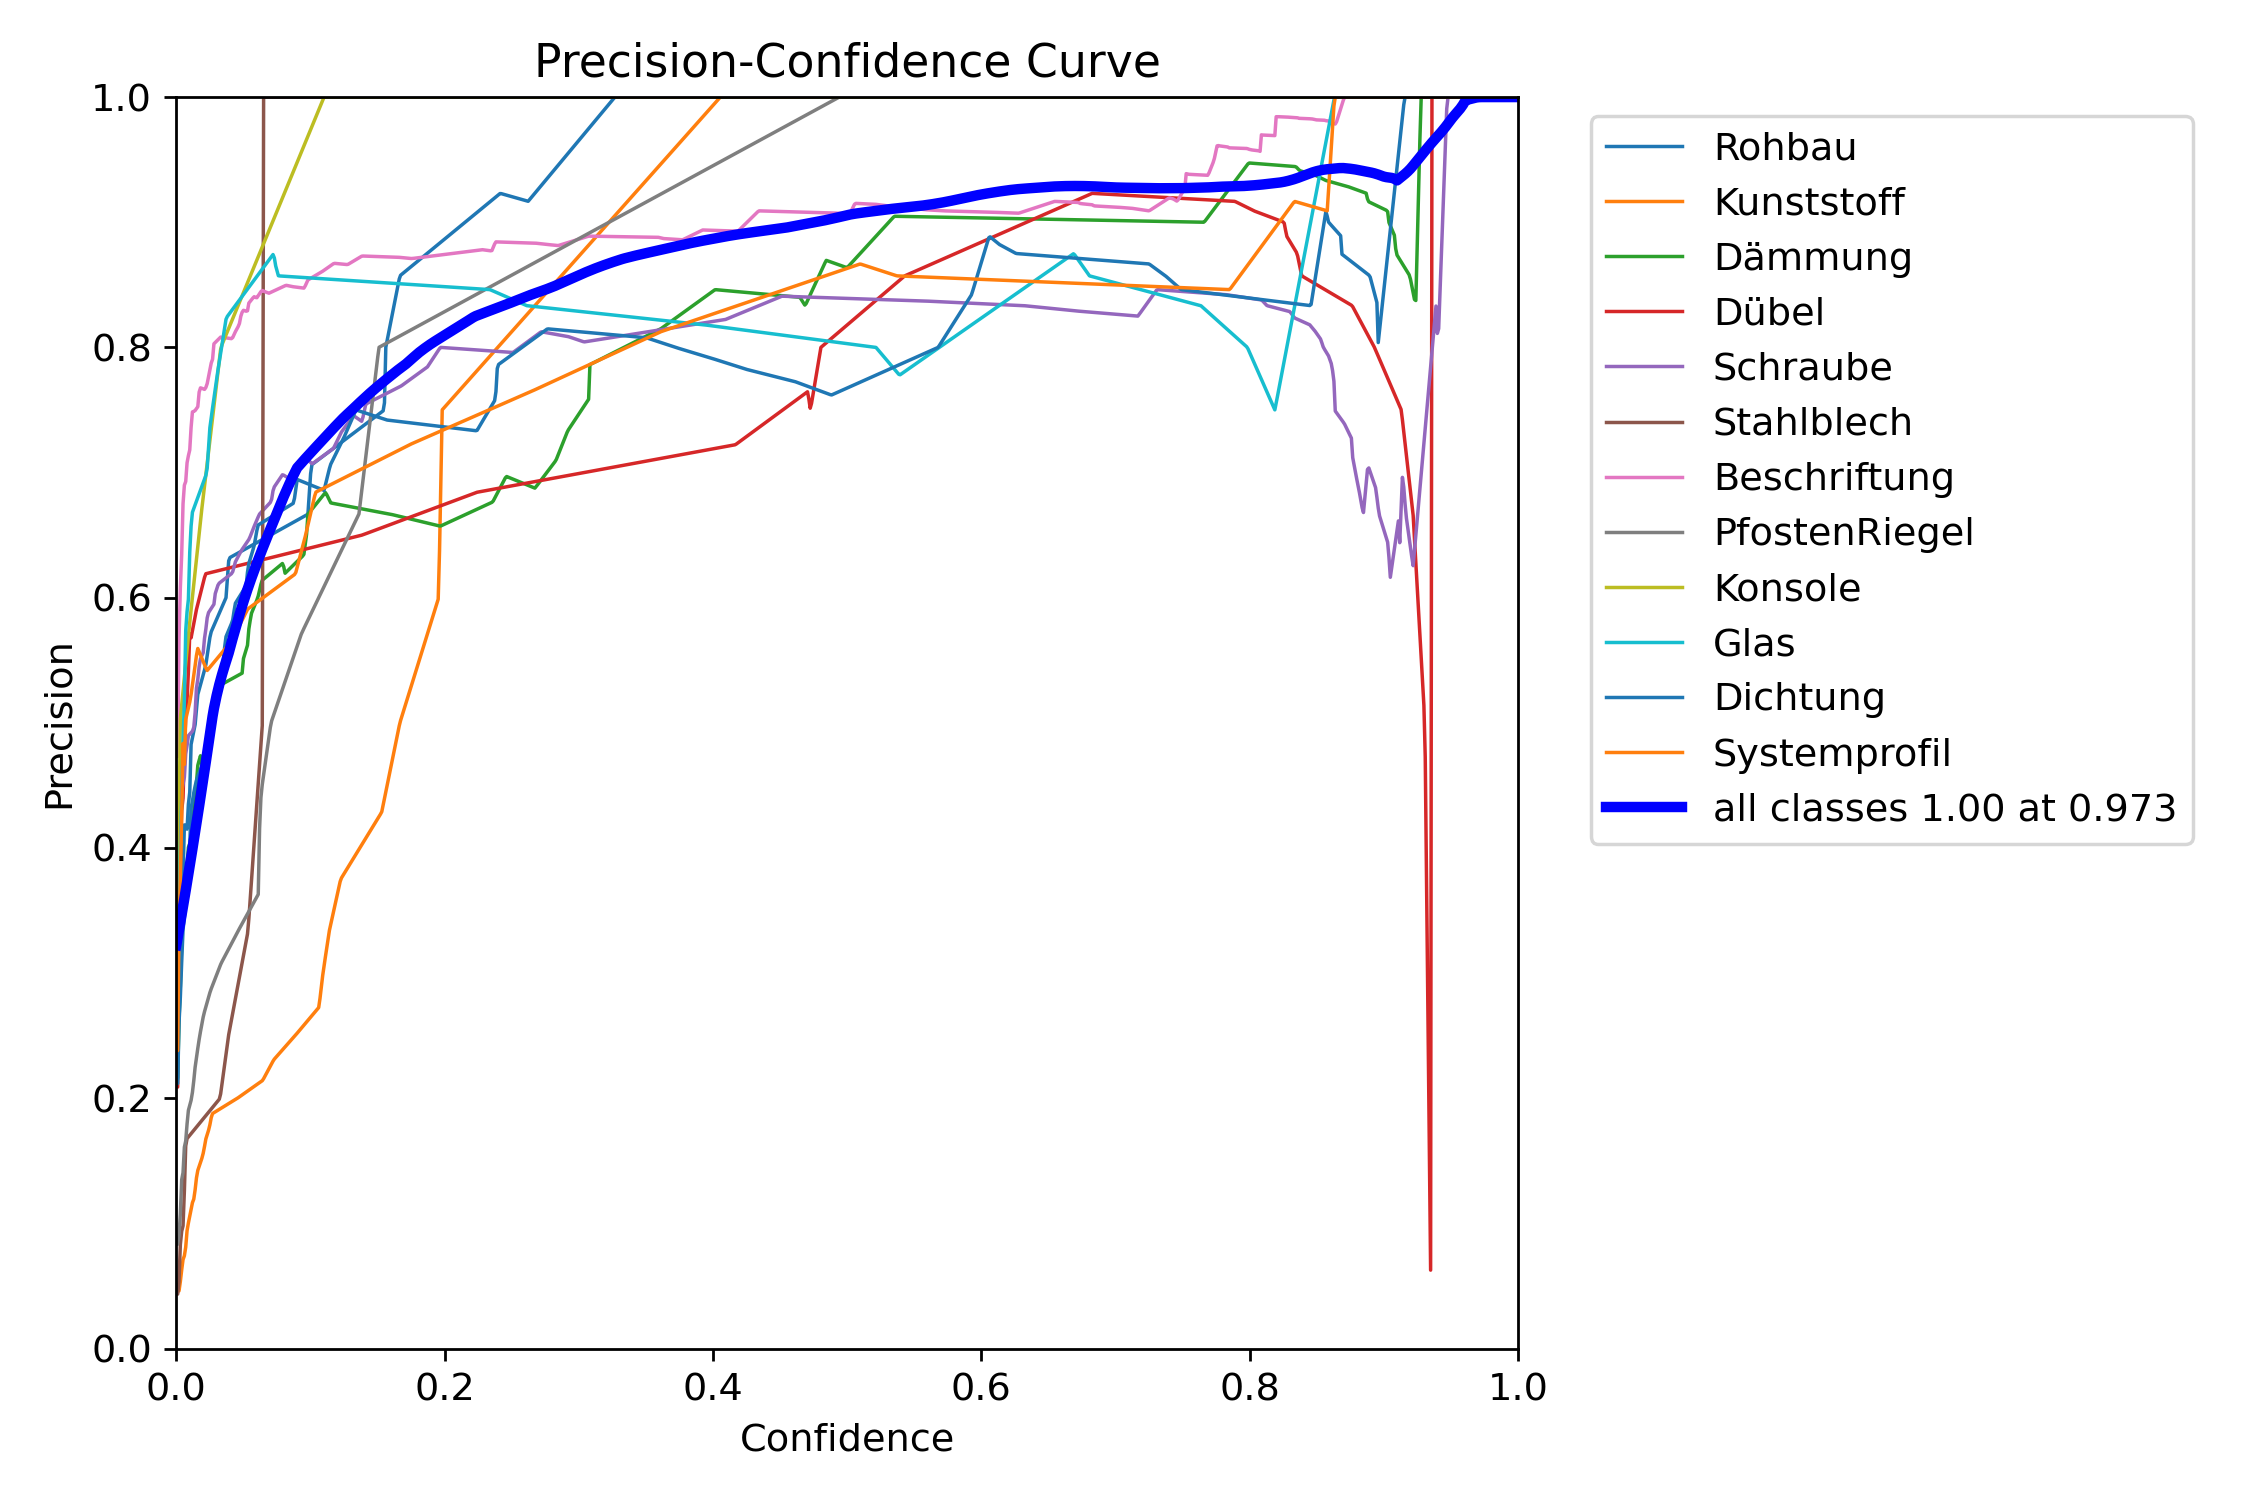 Precision-Confidence Curve
1.0
0.8
0.6
0.4
0.2
0.0
Precision
0.0 0.2 0.4 0.6 0.8 1.0
Confidence
Rohbau
Kunststoff
Dämmung
Dübel
Schraube
Stahlblech
Beschriftung
PfostenRiegel
Konsole
Glas
Dichtung
Systemprofil
all classes 1.00 at 0.973